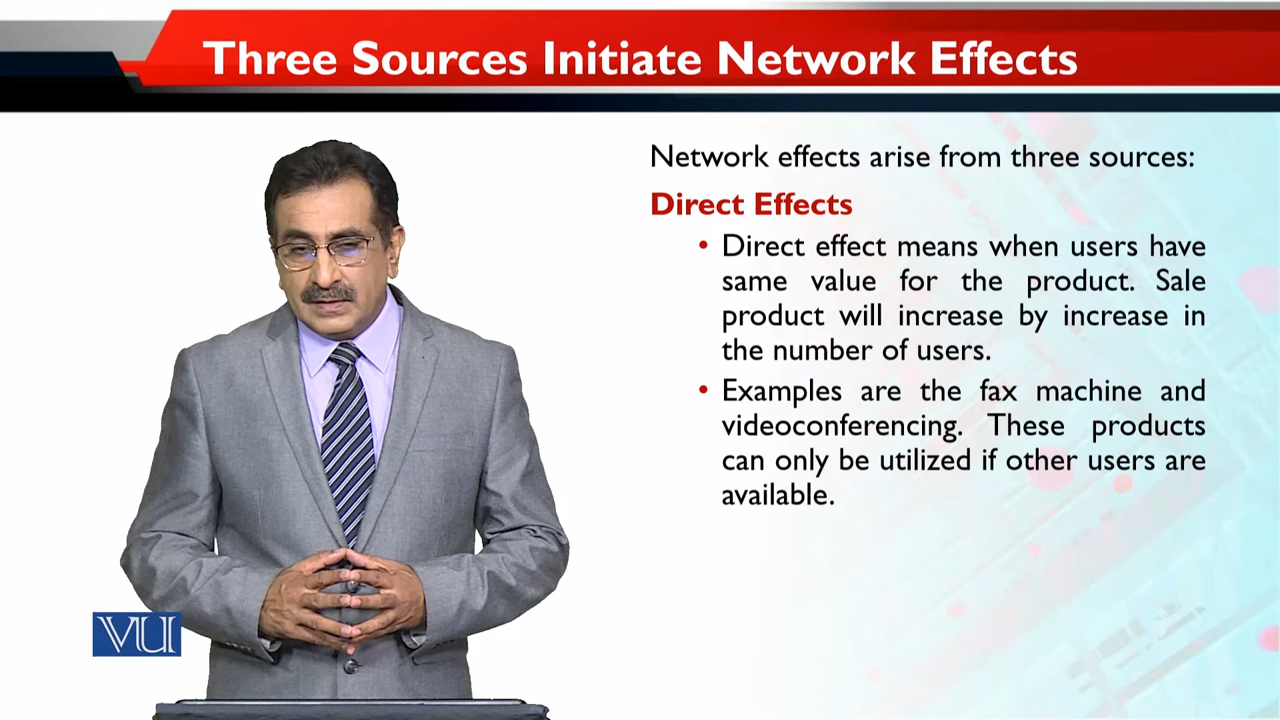 Three Sources Initiate Network Effects
Network effects arise from three sources:
Direct Effects
• Direct effect means when users have
same value for the product. Sale
product will increase by increase in
the number of users.
• Examples are the fax machine and
videoconferencing. These products
can only be utilized if other users are
available.
VU